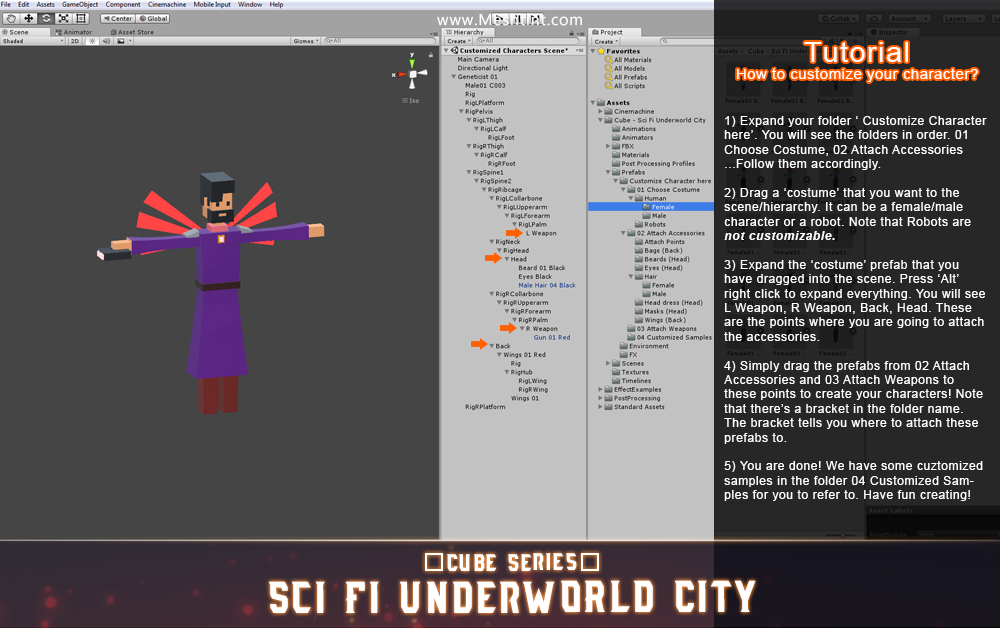 File Edit Assets GameObject Component Cinemachine Mobile Input Window Help
www.MeshHint.com
Center Global
Collab Account Layers
Scene Animator Asset Store
Shaded 2D Gizmos All
y
x
Iso
Hierarchy
Create All
Customized Characters Scene*
Main Camera
Directional Light
Geneticist 01
Male01 C003
Rig
RigLPlatform
RigPelvis
RigLThigh
RigLCalf
RigLFoot
RigRThigh
RigRCalf
RigRFoot
RigSpine1
RigSpine2
RigRibcage
RigLCollarbone
RigLUpperarm
RigLForearm
RigLPalm
L Weapon
RigNeck
RigHead
Head
Beard 01 Black
Eyes Black
Male Hair 04 Black
RigRCollarbone
RigRUpperarm
RigRForearm
RigRPalm
R Weapon
Gun 01 Red
Back
Wings 01 Red
Rig
RigHub
RigLWing
RigRWing
Wings 01
RigRPlatform
Project
Create
Favorites
All Materials
All Models
All Prefabs
All Scripts
Assets
Cinemachine
Cube - Sci Fi Underworld City
Animations
Animators
FBX
Materials
Post Processing Profiles
Prefabs
Customize Character here
01 Choose Costume
Human
Female
Male
Robots
02 Attach Accessories
Attach Points
Bags (Back)
Beards (Head)
Eyes (Head)
Hair
Female
Male
Head dress (Head)
Masks (Head)
Wings (Back)
03 Attach Weapons
04 Customized Samples
Environment
FX
Scenes
Textures
Timelines
EffectExamples
PostProcessing
Standard Assets
Inspector
Asset Labels
Tutorial
How to customize your character?
1) Expand your folder ‘ Customize Character
here’. You will see the folders in order. 01
Choose Costume, 02 Attach Accessories
...Follow them accordingly.
2) Drag a ‘costume’ that you want to the
scene/hierarchy. It can be a female/male
character or a robot. Note that Robots are
not customizable.
3) Expand the ‘costume’ prefab that you
have dragged into the scene. Press ‘Alt’
right click to expand everything. You will see
L Weapon, R Weapon, Back, Head. These
are the points where you are going to attach
the accessories.
4) Simply drag the prefabs from 02 Attach
Accessories and 03 Attach Weapons to
these points to create your characters! Note
that there’s a bracket in the folder name.
The bracket tells you where to attach these
prefabs to.
5) You are done! We have some cuztomized
samples in the folder 04 Customized Sam-
ples for you to refer to. Have fun creating!
CUBE SERIES
SCI FI UNDERWORLD CITY